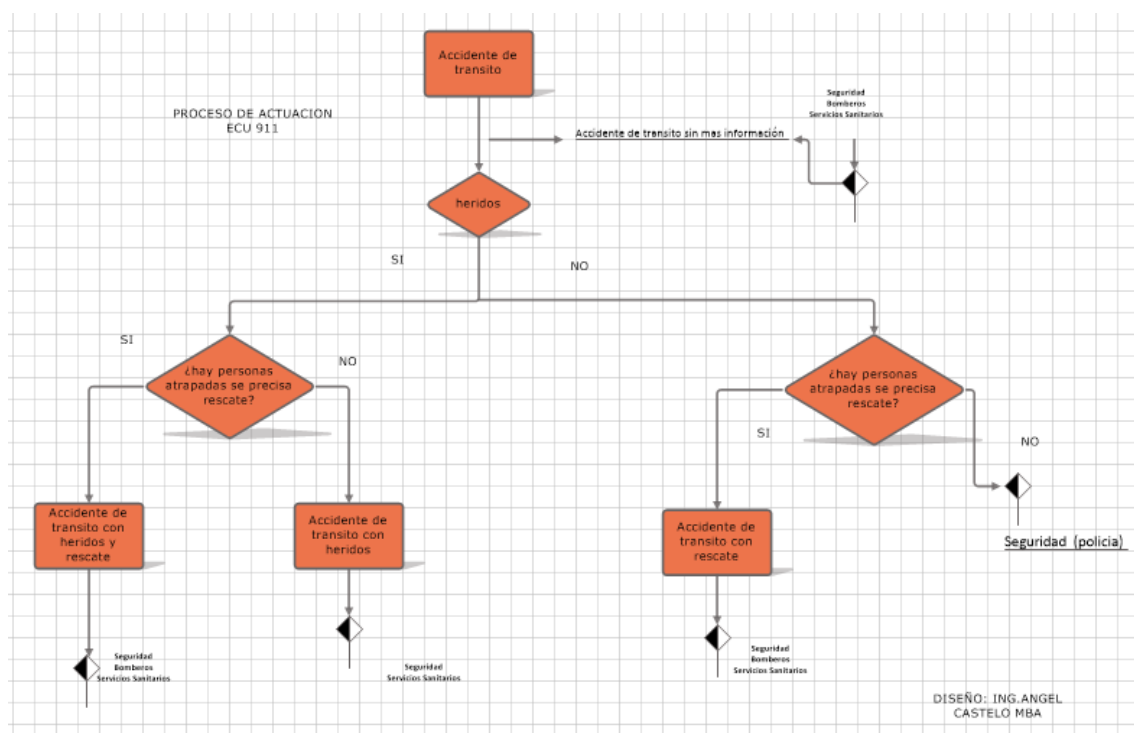 Accidente de
transito
PROCESO DE ACTUACION
ECU 911
Seguridad
Bomberos
Servicios Sanitarios
Accidente de transito sin mas información
heridos
SI
NO
SI
NO
¿hay personas
atrapadas se precisa
rescate?
¿hay personas
atrapadas se precisa
rescate?
SI
NO
Accidente de
transito con
heridos y
rescate
Accidente de
transito con
heridos
Accidente de
transito con
rescate
Seguridad (policia)
Seguridad
Bomberos
Servicios Sanitarios
Seguridad
Servicios Sanitarios
Seguridad
Bomberos
Servicios Sanitarios
DISEÑO: ING.ANGEL
CASTELO MBA